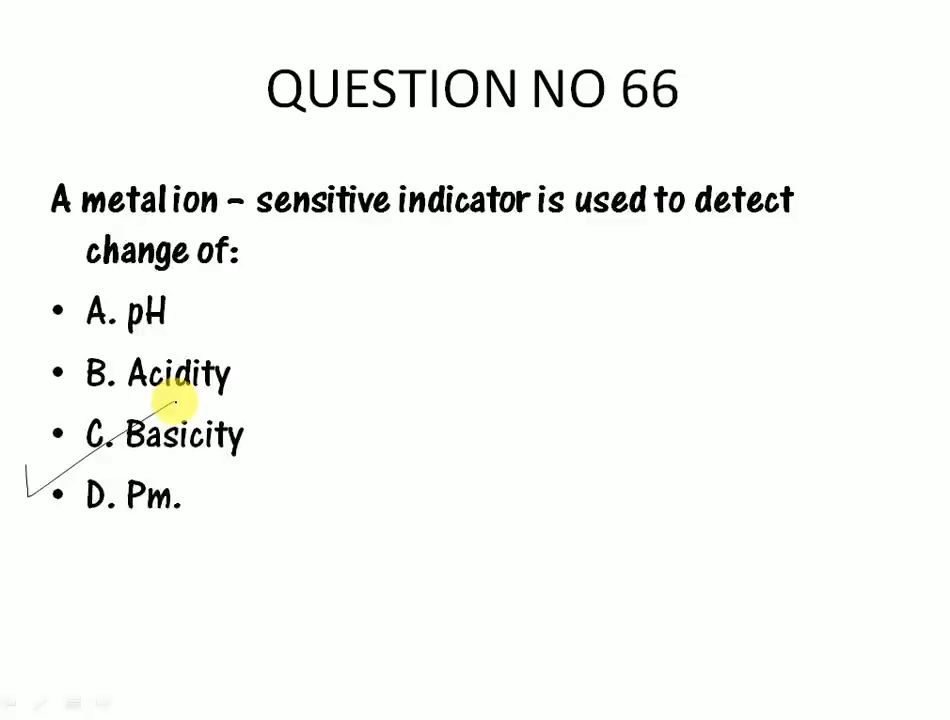 QUESTION NO 66
A metal ion – sensitive indicator is used to detect
change of:
• A. pH
• B. Acidity
• C. Basicity
• D. Pm.